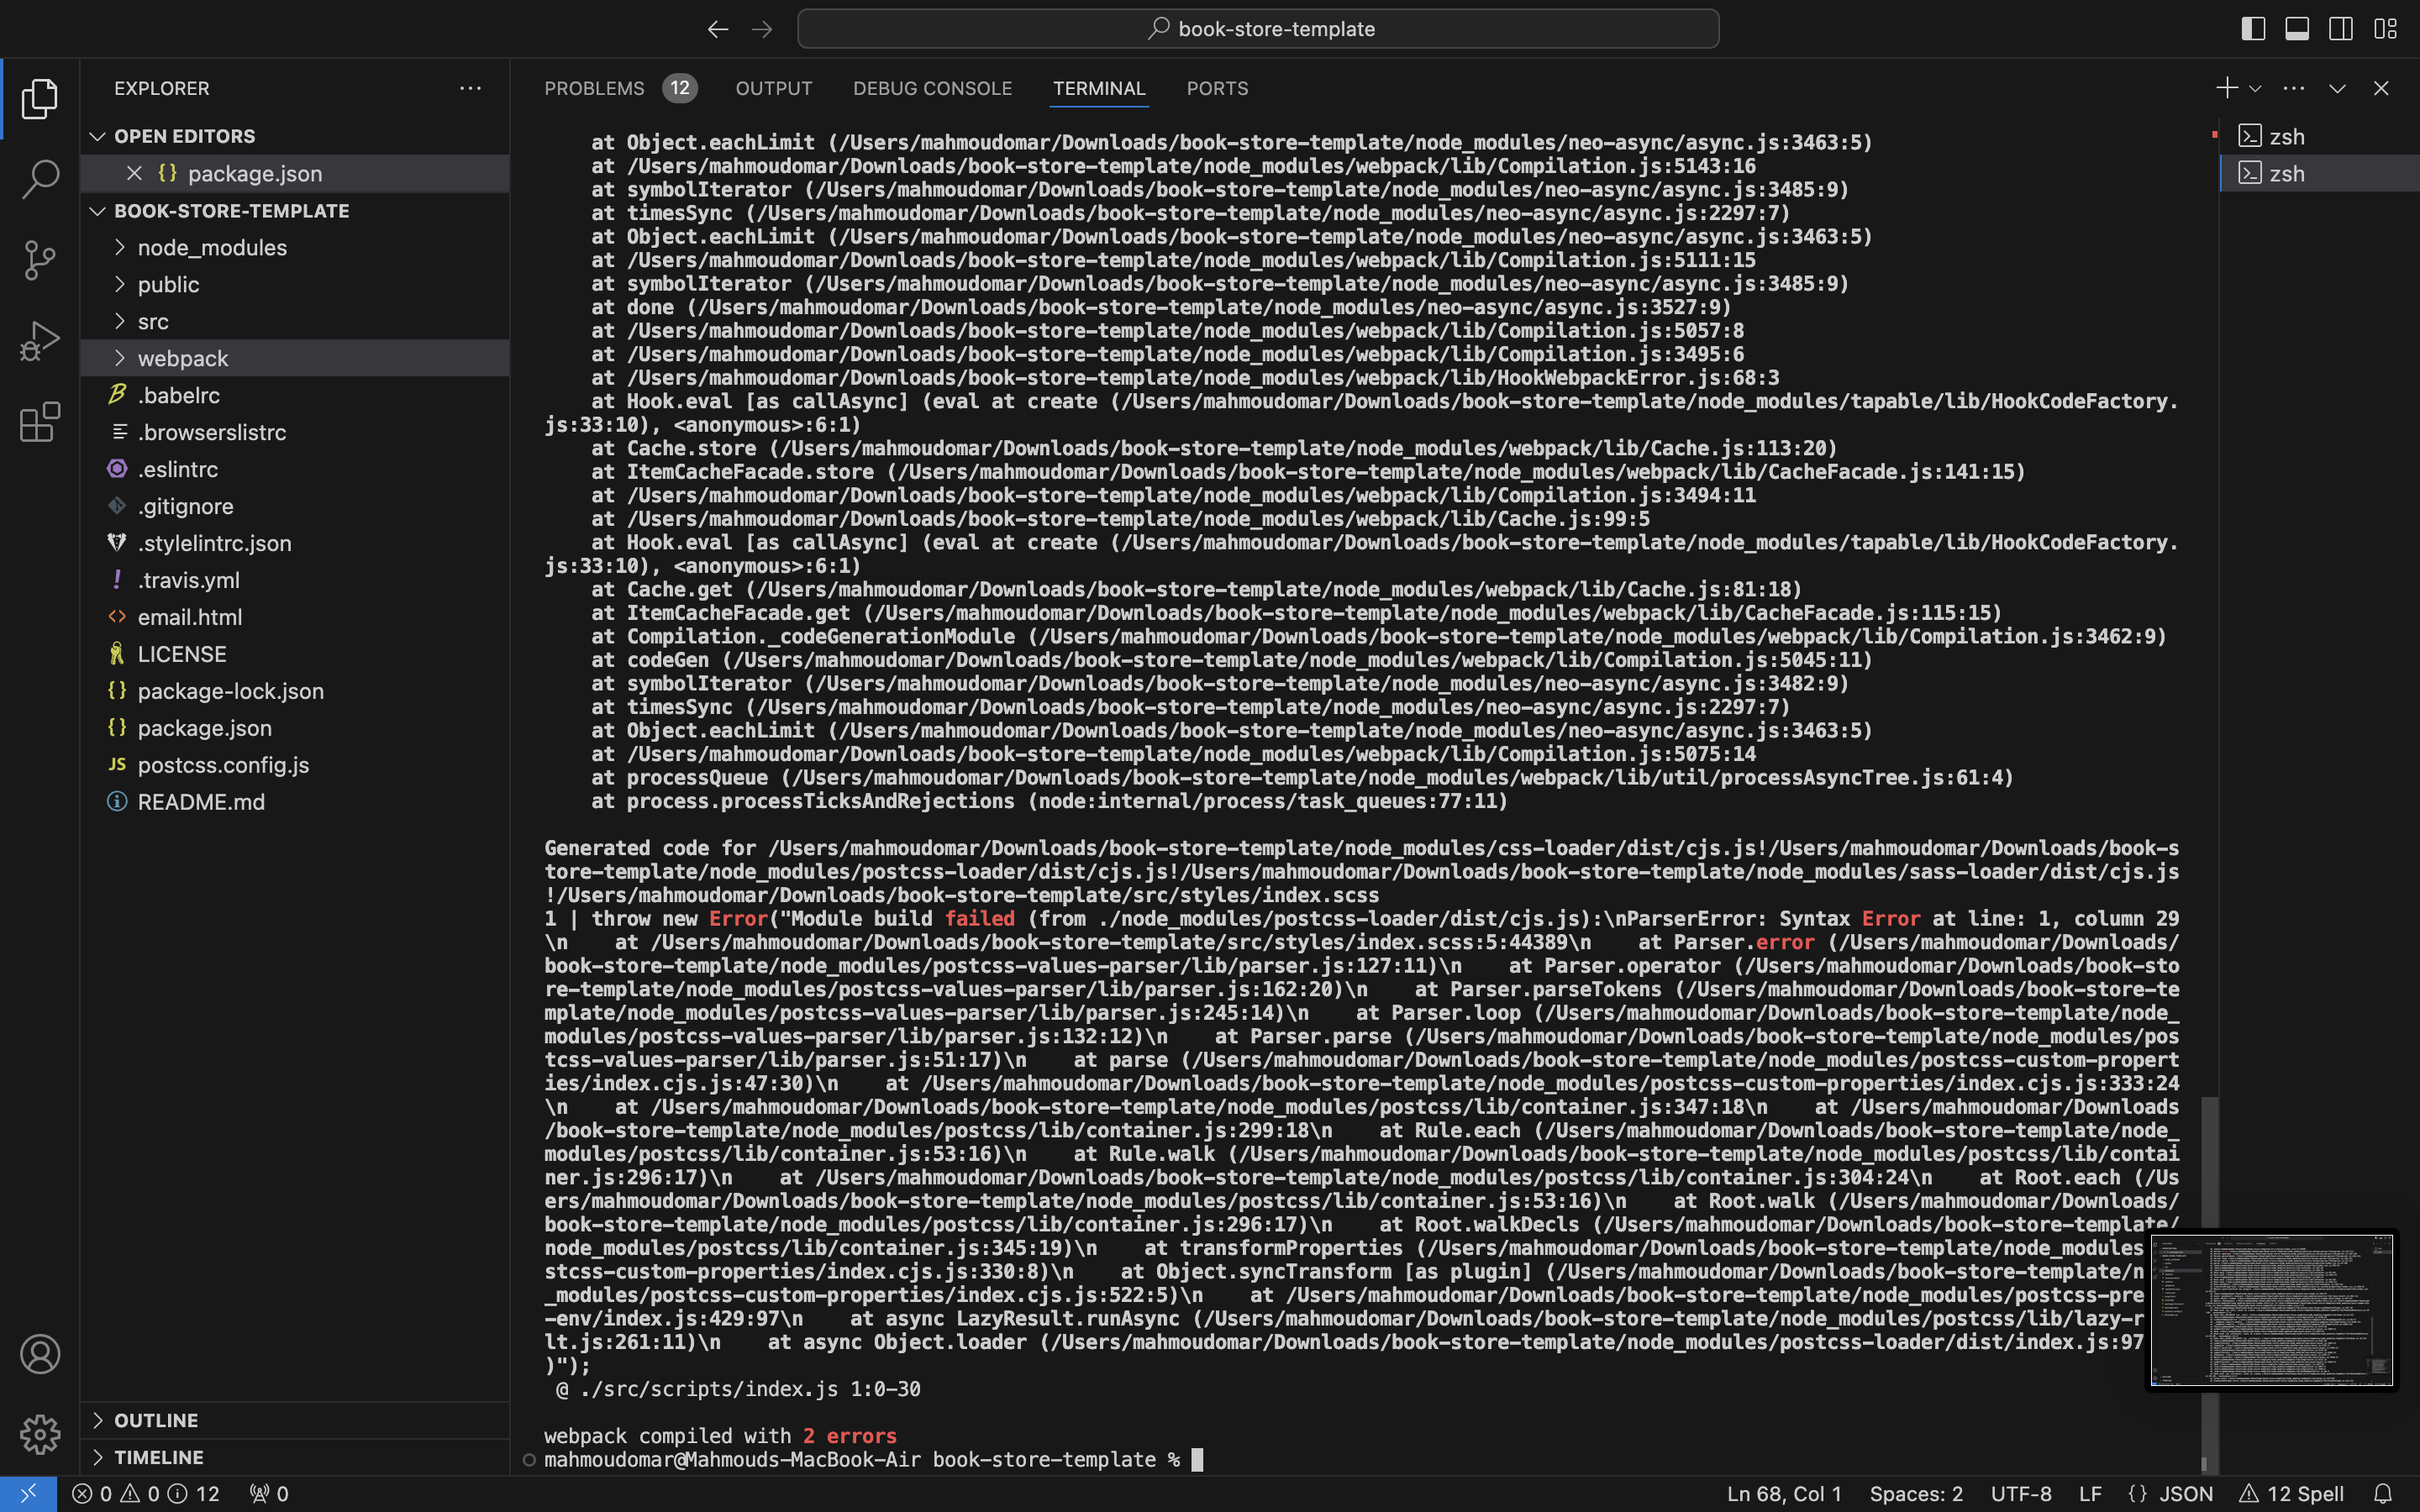 book-store-template
EXPLORER
OPEN EDITORS
package.json
BOOK-STORE-TEMPLATE
node_modules
public
src
webpack
.babelrc
.browserslistrc
.eslintrc
.gitignore
.stylelintrc.json
.travis.yml
email.html
LICENSE
package-lock.json
package.json
postcss.config.js
README.md
OUTLINE
TIMELINE
PROBLEMS 12 OUTPUT DEBUG CONSOLE TERMINAL PORTS
zsh
zsh
at Object.eachLimit (/Users/mahmoudomar/Downloads/book-store-template/node_modules/neo-async/async.js:3463:5)
at /Users/mahmoudomar/Downloads/book-store-template/node_modules/webpack/lib/Compilation.js:5143:16
at symbolIterator (/Users/mahmoudomar/Downloads/book-store-template/node_modules/neo-async/async.js:3485:9)
at timesSync (/Users/mahmoudomar/Downloads/book-store-template/node_modules/neo-async/async.js:2297:7)
at Object.eachLimit (/Users/mahmoudomar/Downloads/book-store-template/node_modules/neo-async/async.js:3463:5)
at /Users/mahmoudomar/Downloads/book-store-template/node_modules/webpack/lib/Compilation.js:5111:15
at symbolIterator (/Users/mahmoudomar/Downloads/book-store-template/node_modules/neo-async/async.js:3485:9)
at done (/Users/mahmoudomar/Downloads/book-store-template/node_modules/neo-async/async.js:3527:9)
at /Users/mahmoudomar/Downloads/book-store-template/node_modules/webpack/lib/Compilation.js:5057:8
at /Users/mahmoudomar/Downloads/book-store-template/node_modules/webpack/lib/Compilation.js:3495:6
at /Users/mahmoudomar/Downloads/book-store-template/node_modules/webpack/lib/HookWebpackError.js:68:3
at Hook.eval [as callAsync] (eval at create (/Users/mahmoudomar/Downloads/book-store-template/node_modules/tapable/lib/HookCodeFactory.
js:33:10), <anonymous>:6:1)
at Cache.store (/Users/mahmoudomar/Downloads/book-store-template/node_modules/webpack/lib/Cache.js:113:20)
at ItemCacheFacade.store (/Users/mahmoudomar/Downloads/book-store-template/node_modules/webpack/lib/CacheFacade.js:141:15)
at /Users/mahmoudomar/Downloads/book-store-template/node_modules/webpack/lib/Compilation.js:3494:11
at /Users/mahmoudomar/Downloads/book-store-template/node_modules/webpack/lib/Cache.js:99:5
at Hook.eval [as callAsync] (eval at create (/Users/mahmoudomar/Downloads/book-store-template/node_modules/tapable/lib/HookCodeFactory.
js:33:10), <anonymous>:6:1)
at Cache.get (/Users/mahmoudomar/Downloads/book-store-template/node_modules/webpack/lib/Cache.js:81:18)
at ItemCacheFacade.get (/Users/mahmoudomar/Downloads/book-store-template/node_modules/webpack/lib/CacheFacade.js:115:15)
at Compilation._codeGenerationModule (/Users/mahmoudomar/Downloads/book-store-template/node_modules/webpack/lib/Compilation.js:3462:9)
at codeGen (/Users/mahmoudomar/Downloads/book-store-template/node_modules/webpack/lib/Compilation.js:5045:11)
at symbolIterator (/Users/mahmoudomar/Downloads/book-store-template/node_modules/neo-async/async.js:3482:9)
at timesSync (/Users/mahmoudomar/Downloads/book-store-template/node_modules/neo-async/async.js:2297:7)
at Object.eachLimit (/Users/mahmoudomar/Downloads/book-store-template/node_modules/neo-async/async.js:3463:5)
at /Users/mahmoudomar/Downloads/book-store-template/node_modules/webpack/lib/Compilation.js:5075:14
at processQueue (/Users/mahmoudomar/Downloads/book-store-template/node_modules/webpack/lib/util/processAsyncTree.js:61:4)
at process.processTicksAndRejections (node:internal/process/task_queues:77:11)
Generated code for /Users/mahmoudomar/Downloads/book-store-template/node_modules/css-loader/dist/cjs.js!/Users/mahmoudomar/Downloads/book-s
tore-template/node_modules/postcss-loader/dist/cjs.js!/Users/mahmoudomar/Downloads/book-store-template/node_modules/sass-loader/dist/cjs.js
!/Users/mahmoudomar/Downloads/book-store-template/src/styles/index.scss
1 | throw new Error("Module build failed (from ./node_modules/postcss-loader/dist/cjs.js):\nParserError: Syntax Error at line: 1, column 29
\n    at /Users/mahmoudomar/Downloads/book-store-template/src/styles/index.scss:5:44389\n    at Parser.error (/Users/mahmoudomar/Downloads/
book-store-template/node_modules/postcss-values-parser/lib/parser.js:127:11)\n    at Parser.operator (/Users/mahmoudomar/Downloads/book-sto
re-template/node_modules/postcss-values-parser/lib/parser.js:162:20)\n    at Parser.parseTokens (/Users/mahmoudomar/Downloads/book-store-te
mplate/node_modules/postcss-values-parser/lib/parser.js:245:14)\n    at Parser.loop (/Users/mahmoudomar/Downloads/book-store-template/node_
modules/postcss-values-parser/lib/parser.js:132:12)\n    at Parser.parse (/Users/mahmoudomar/Downloads/book-store-template/node_modules/pos
tcss-values-parser/lib/parser.js:51:17)\n    at parse (/Users/mahmoudomar/Downloads/book-store-template/node_modules/postcss-custom-propert
ies/index.cjs.js:47:30)\n    at /Users/mahmoudomar/Downloads/book-store-template/node_modules/postcss-custom-properties/index.cjs.js:333:24
\n    at /Users/mahmoudomar/Downloads/book-store-template/node_modules/postcss/lib/container.js:347:18\n    at /Users/mahmoudomar/Downloads
/book-store-template/node_modules/postcss/lib/container.js:299:18\n    at Rule.each (/Users/mahmoudomar/Downloads/book-store-template/node_
modules/postcss/lib/container.js:53:16)\n    at Rule.walk (/Users/mahmoudomar/Downloads/book-store-template/node_modules/postcss/lib/contai
ner.js:296:17)\n    at /Users/mahmoudomar/Downloads/book-store-template/node_modules/postcss/lib/container.js:304:24\n    at Root.each (/Us
ers/mahmoudomar/Downloads/book-store-template/node_modules/postcss/lib/container.js:53:16)\n    at Root.walk (/Users/mahmoudomar/Downloads/
book-store-template/node_modules/postcss/lib/container.js:296:17)\n    at Root.walkDecls (/Users/mahmoudomar/Downloads/book-store-template/
node_modules/postcss/lib/container.js:345:19)\n    at transformProperties (/Users/mahmoudomar/Downloads/book-store-template/node_modules
stcss-custom-properties/index.cjs.js:330:8)\n    at Object.syncTransform [as plugin] (/Users/mahmoudomar/Downloads/book-store-template/n
_modules/postcss-custom-properties/index.cjs.js:522:5)\n    at /Users/mahmoudomar/Downloads/book-store-template/node_modules/postcss-pre
-env/index.js:429:97\n    at async LazyResult.runAsync (/Users/mahmoudomar/Downloads/book-store-template/node_modules/postcss/lib/lazy-r
lt.js:261:11)\n    at async Object.loader (/Users/mahmoudomar/Downloads/book-store-template/node_modules/postcss-loader/dist/index.js:97
)");
@ ./src/scripts/index.js 1:0-30
webpack compiled with 2 errors
mahmoudomar@Mahmouds-MacBook-Air book-store-template %
0 0 12 0 Ln 68, Col 1 Spaces: 2 UTF-8 LF {} JSON 12 Spell